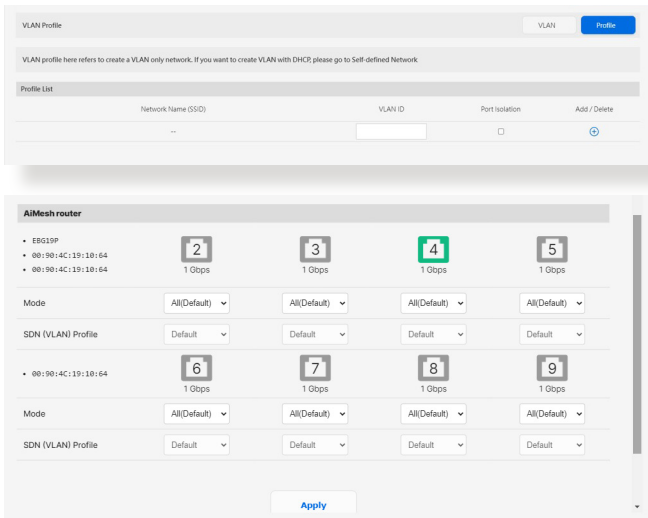 VLAN Profile VLAN Profile
VLAN profile here refers to create a VLAN only network. If you want to create VLAN with DHCP, please go to Self-defined Network
Profile List
Network Name (SSID) VLAN ID Port Isolation Add / Delete
--
AiMesh router
• EBG19P
• 00:90:4C:19:10:64
• 00:90:4C:19:10:64
2 3 4 5
1 Gbps 1 Gbps 1 Gbps 1 Gbps
Mode All(Default) All(Default) All(Default) All(Default)
SDN (VLAN) Profile Default Default Default Default
• 00:90:4C:19:10:64
6 7 8 9
1 Gbps 1 Gbps 1 Gbps 1 Gbps
Mode All(Default) All(Default) All(Default) All(Default)
SDN (VLAN) Profile Default Default Default Default
Apply